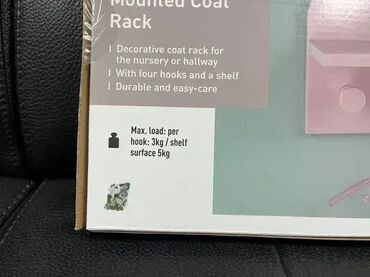 Mounted Coat
Rack
| Decorative coat rack for
the nursery or hallway
| With four hooks and a shelf
| Durable and easy-care
Max. load: per
hook: 3kg / shelf
surface 5kg